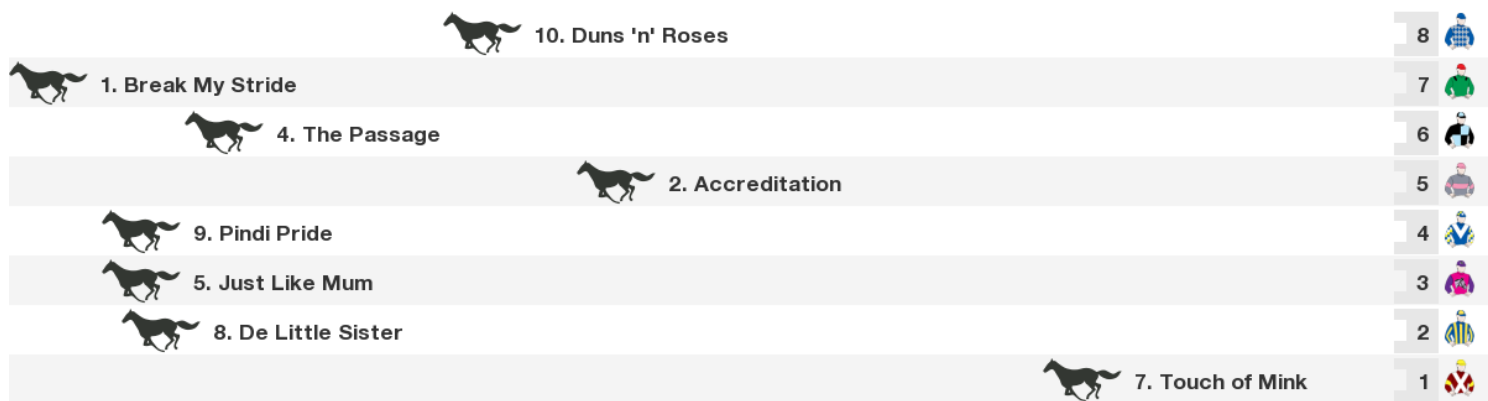 10. Duns 'n' Roses 8
1. Break My Stride 7
4. The Passage 6
2. Accreditation 5
9. Pindi Pride 4
5. Just Like Mum 3
8. De Little Sister 2
7. Touch of Mink 1